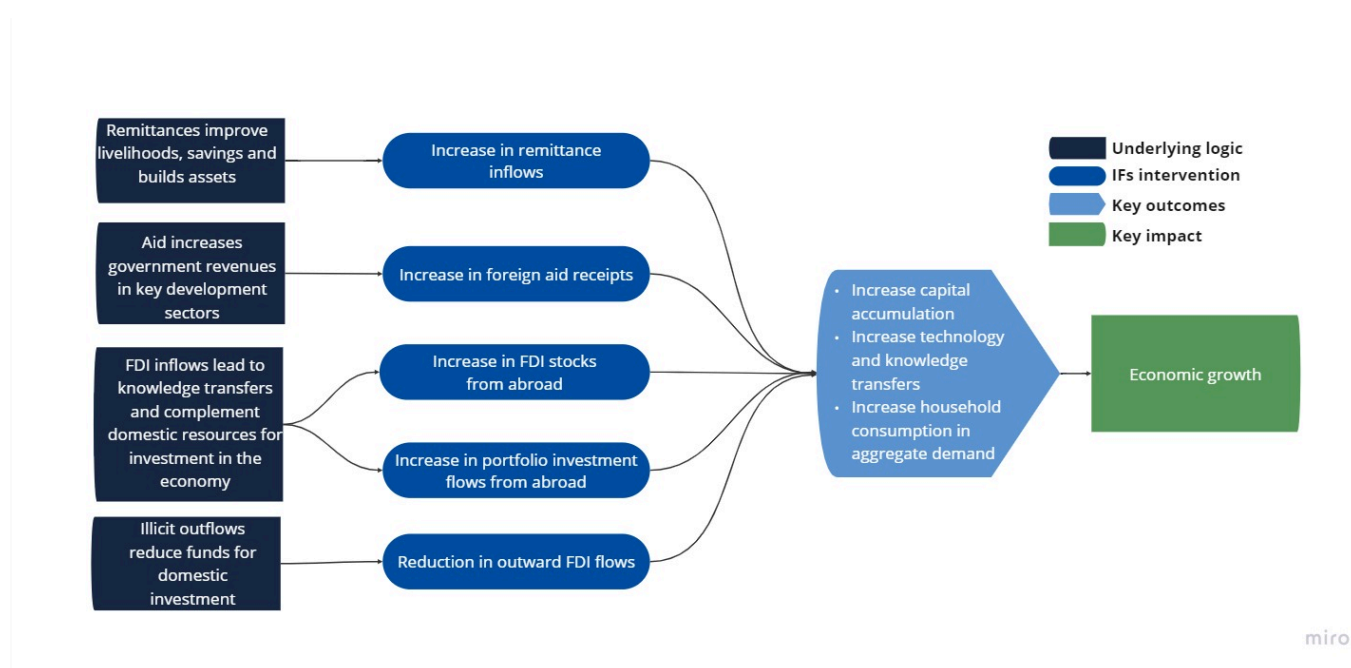 Remittances improve
livelihoods, savings and
builds assets
Increase in remittance
inflows
Underlying logic
IFs intervention
Key outcomes
Key impact
Aid increases
government revenues
in key development
sectors
Increase in foreign aid receipts
FDI inflows lead to
knowledge transfers
and complement
domestic resources for
investment in the
economy
Increase in FDI stocks
from abroad
Increase in portfolio investment
flows from abroad
Illicit outflows
reduce funds for
domestic
investment
Reduction in outward FDI flows
• Increase capital
accumulation
• Increase technology
and knowledge
transfers
• Increase household
consumption in
aggregate demand
Economic growth
miro